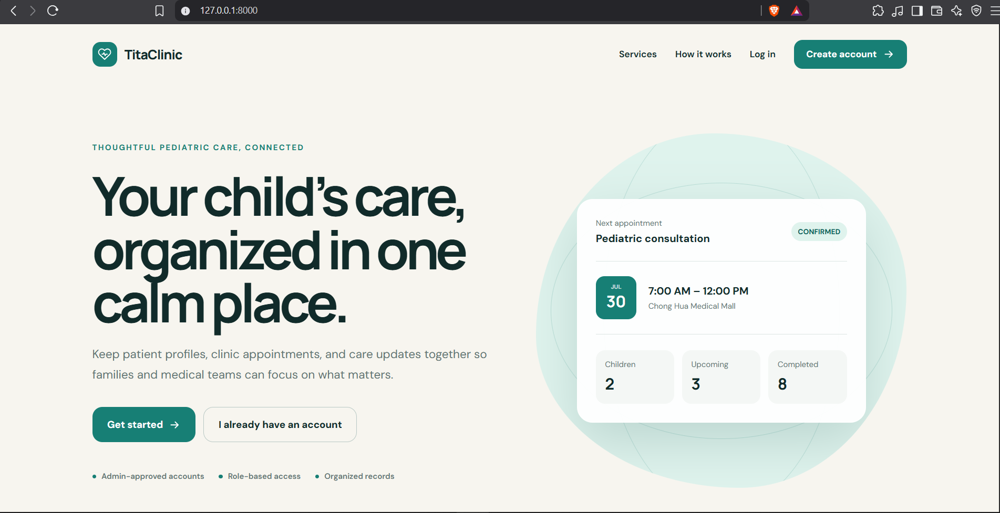 127.0.0.1:8000
TitaClinic
Services
How it works
Log in
Create account →
THOUGHTFUL PEDIATRIC CARE, CONNECTED
Your child’s care,
organized in one
calm place.
Keep patient profiles, clinic appointments, and care updates together so
families and medical teams can focus on what matters.
Get started →
I already have an account
Admin-approved accounts
Role-based access
Organized records
Next appointment
Pediatric consultation
CONFIRMED
JUL
30
7:00 AM – 12:00 PM
Chong Hua Medical Mall
Children
2
Upcoming
3
Completed
8